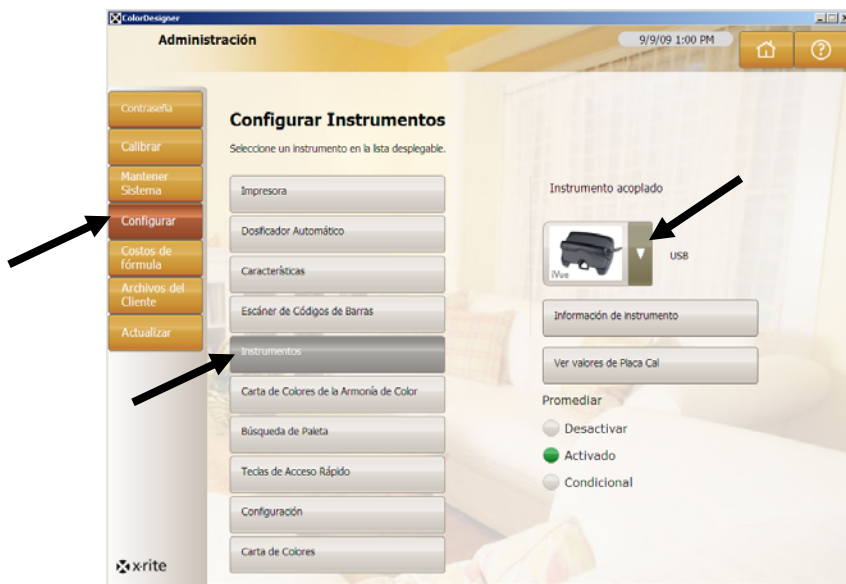 ColorDesigner
Administración
9/9/09 1:00 PM
Contraseña
Calibrar
Mantener
Sistema
Configurar
Costos de
fórmula
Archivos del
Cliente
Actualizar
Configurar Instrumentos
Seleccione un instrumento en la lista desplegable.
Impresora
Dosificador Automático
Características
Escáner de Códigos de Barras
Instrumentos
Carta de Colores de la Armonía de Color
Búsqueda de Paleta
Teclas de Acceso Rápido
Configuración
Carta de Colores
Instrumento acoplado
iVue
USB
Información de instrumento
Ver valores de Placa Cal
Promediar
Desactivar
Activado
Condicional
x·rite